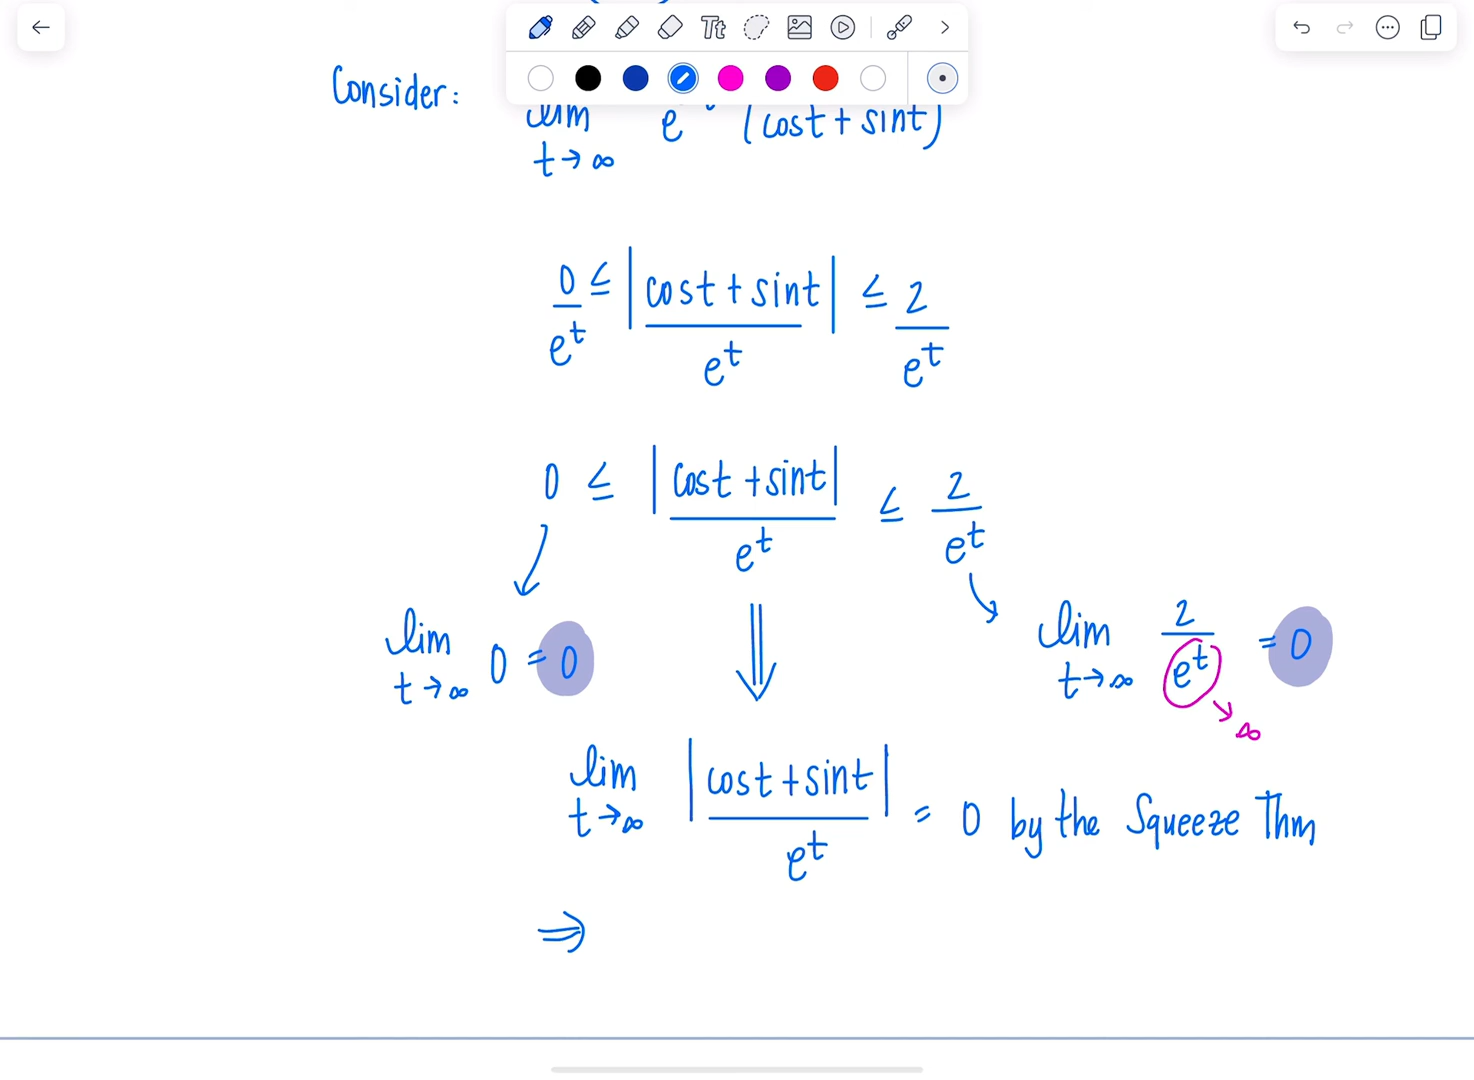 Tt
Consider: lim t→∞ e (cost + sint)
0/e^t ≤ |cost + sint / e^t| ≤ 2/e^t
0 ≤ |cost + sint| / e^t ≤ 2/e^t
lim t→∞ 0 = 0
lim t→∞ 2/e^t = 0
→ ∞
lim t→∞ |cost + sint / e^t| = 0 by the Squeeze Thm
⇒